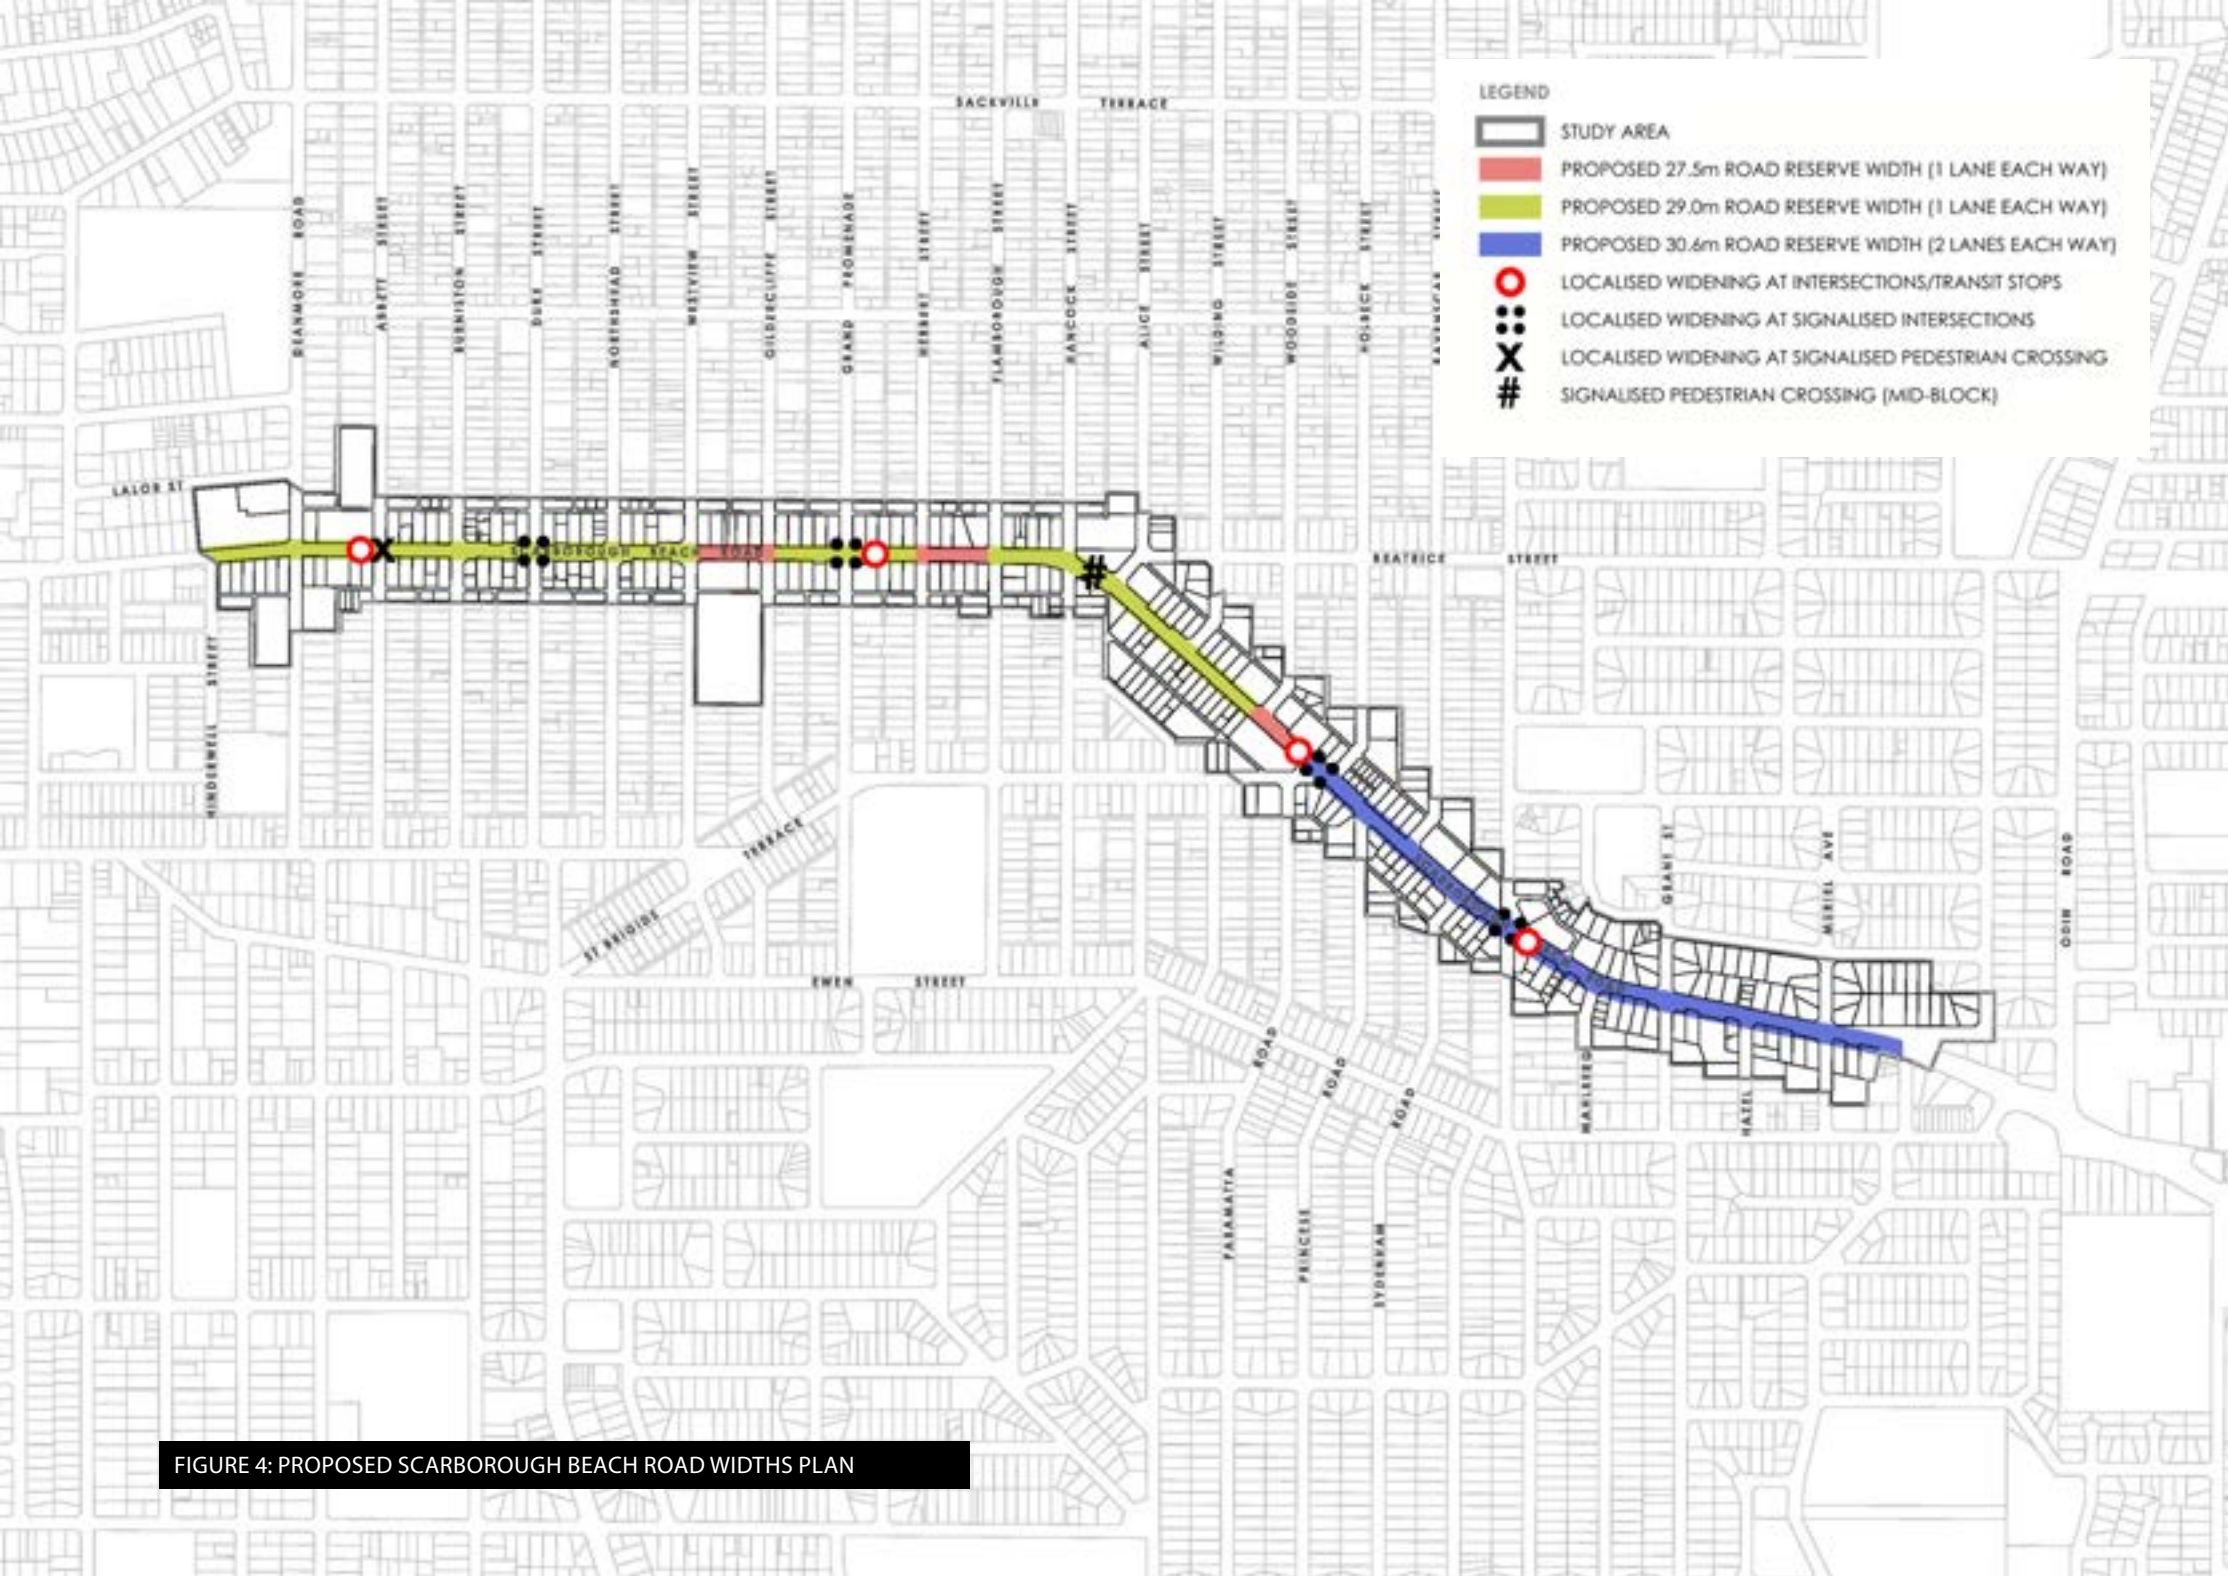 SACKVILLE TERRACE
LEGEND
STUDY AREA
PROPOSED 27.5m ROAD RESERVE WIDTH (1 LANE EACH WAY)
PROPOSED 29.0m ROAD RESERVE WIDTH (1 LANE EACH WAY)
PROPOSED 30.6m ROAD RESERVE WIDTH (2 LANES EACH WAY)
LOCALISED WIDENING AT INTERSECTIONS/TRANSIT STOPS
LOCALISED WIDENING AT SIGNALISED INTERSECTIONS
X LOCALISED WIDENING AT SIGNALISED PEDESTRIAN CROSSING
# SIGNALISED PEDESTRIAN CROSSING (MID-BLOCK)
DEANMORE ROAD
ABBETT STREET
BURNISTON STREET
DUKE STREET
NORTHSHEAD STREET
WESTVIEW STREET
GILDERCLIFFE STREET
GRAND PROMENADE
HERBERT STREET
FLAMBOROUGH STREET
HANCOCK STREET
ALICE STREET
WILDING STREET
WOODSIDE STREET
HOLBECK STREET
LALOR ST
X
SCARBOROUGH BEACH ROAD
#
BEATRICE STREET
HINDERWELL STREET
ST BRIGIDS TERRACE
GRANT ST
MURIEL AVE
ODIN ROAD
EWEN STREET
PARAMATTA ROAD
PRINCESS ROAD
SYDENHAM ROAD
HAZEL
FIGURE 4: PROPOSED SCARBOROUGH BEACH ROAD WIDTHS PLAN